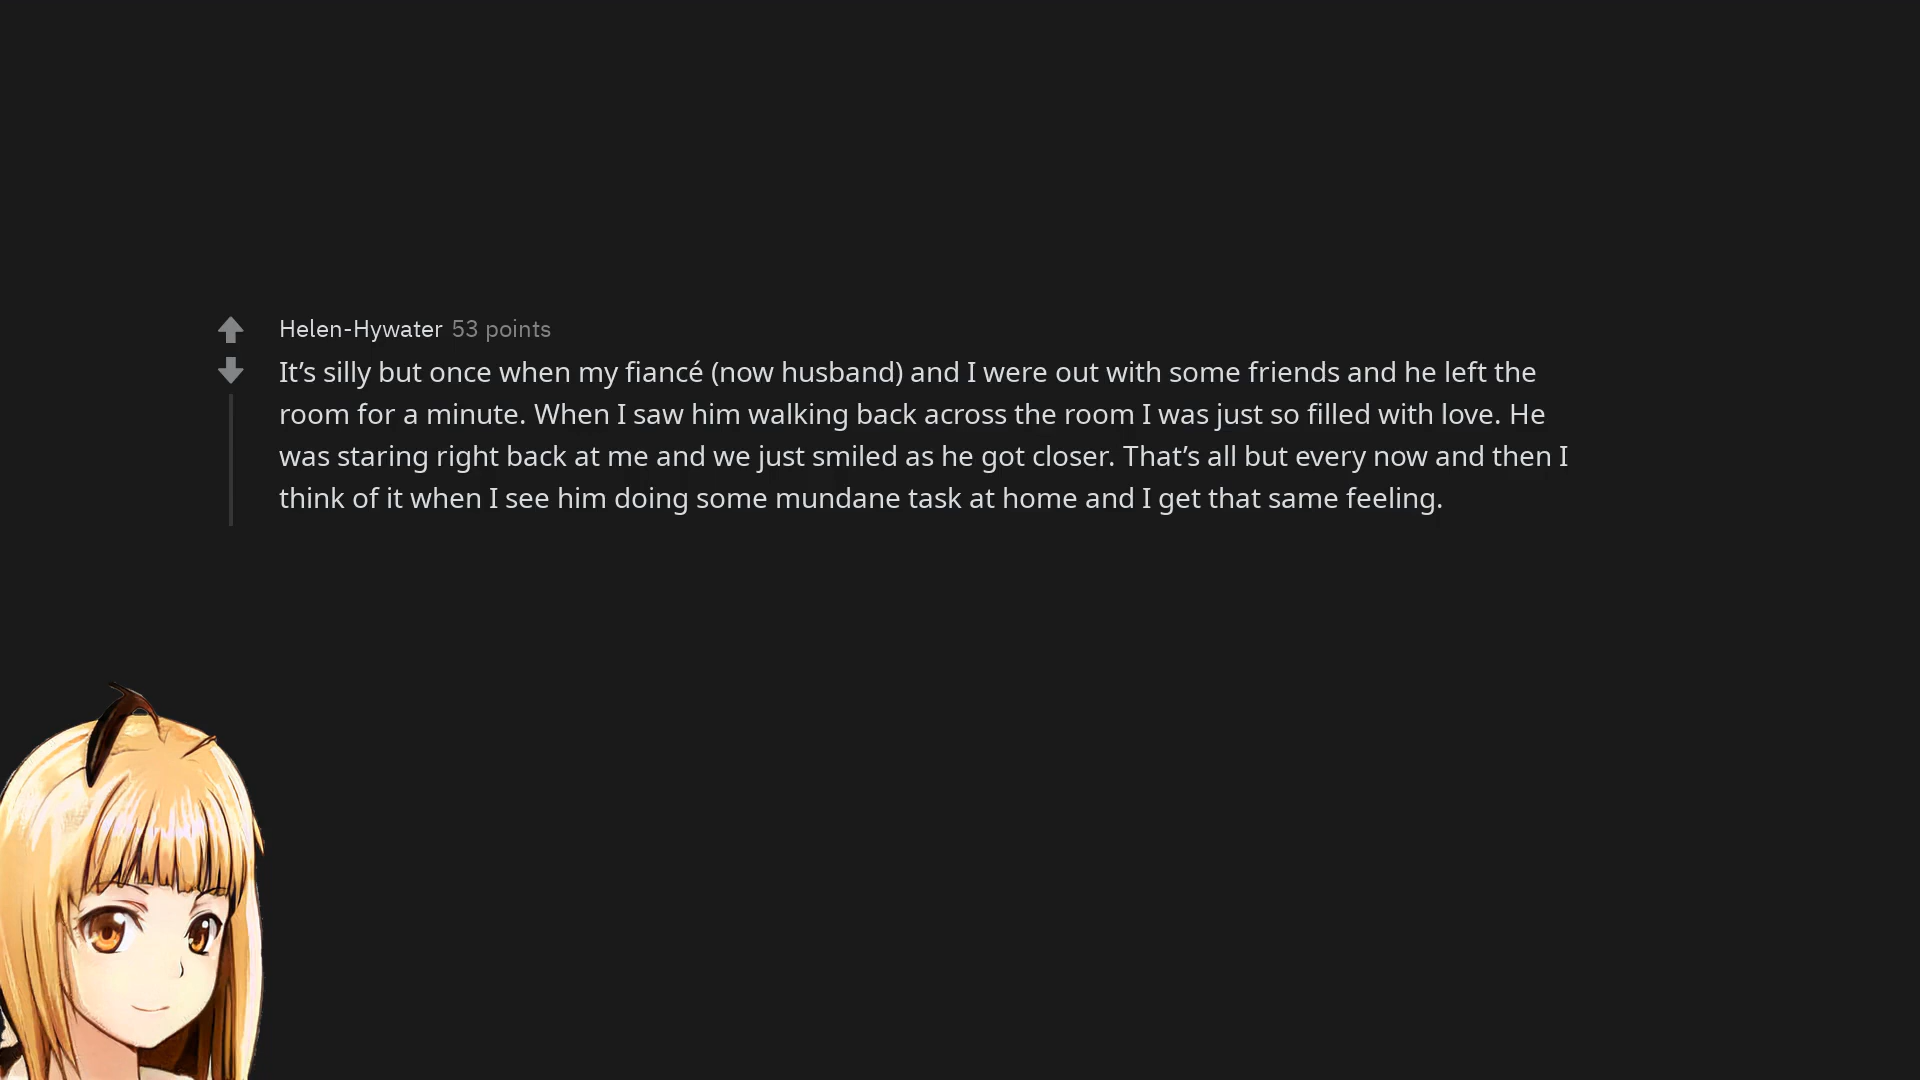 Helen-Hywater 53 points
It’s silly but once when my fiancé (now husband) and I were out with some friends and he left the
room for a minute. When I saw him walking back across the room I was just so filled with love. He
was staring right back at me and we just smiled as he got closer. That’s all but every now and then I
think of it when I see him doing some mundane task at home and I get that same feeling.